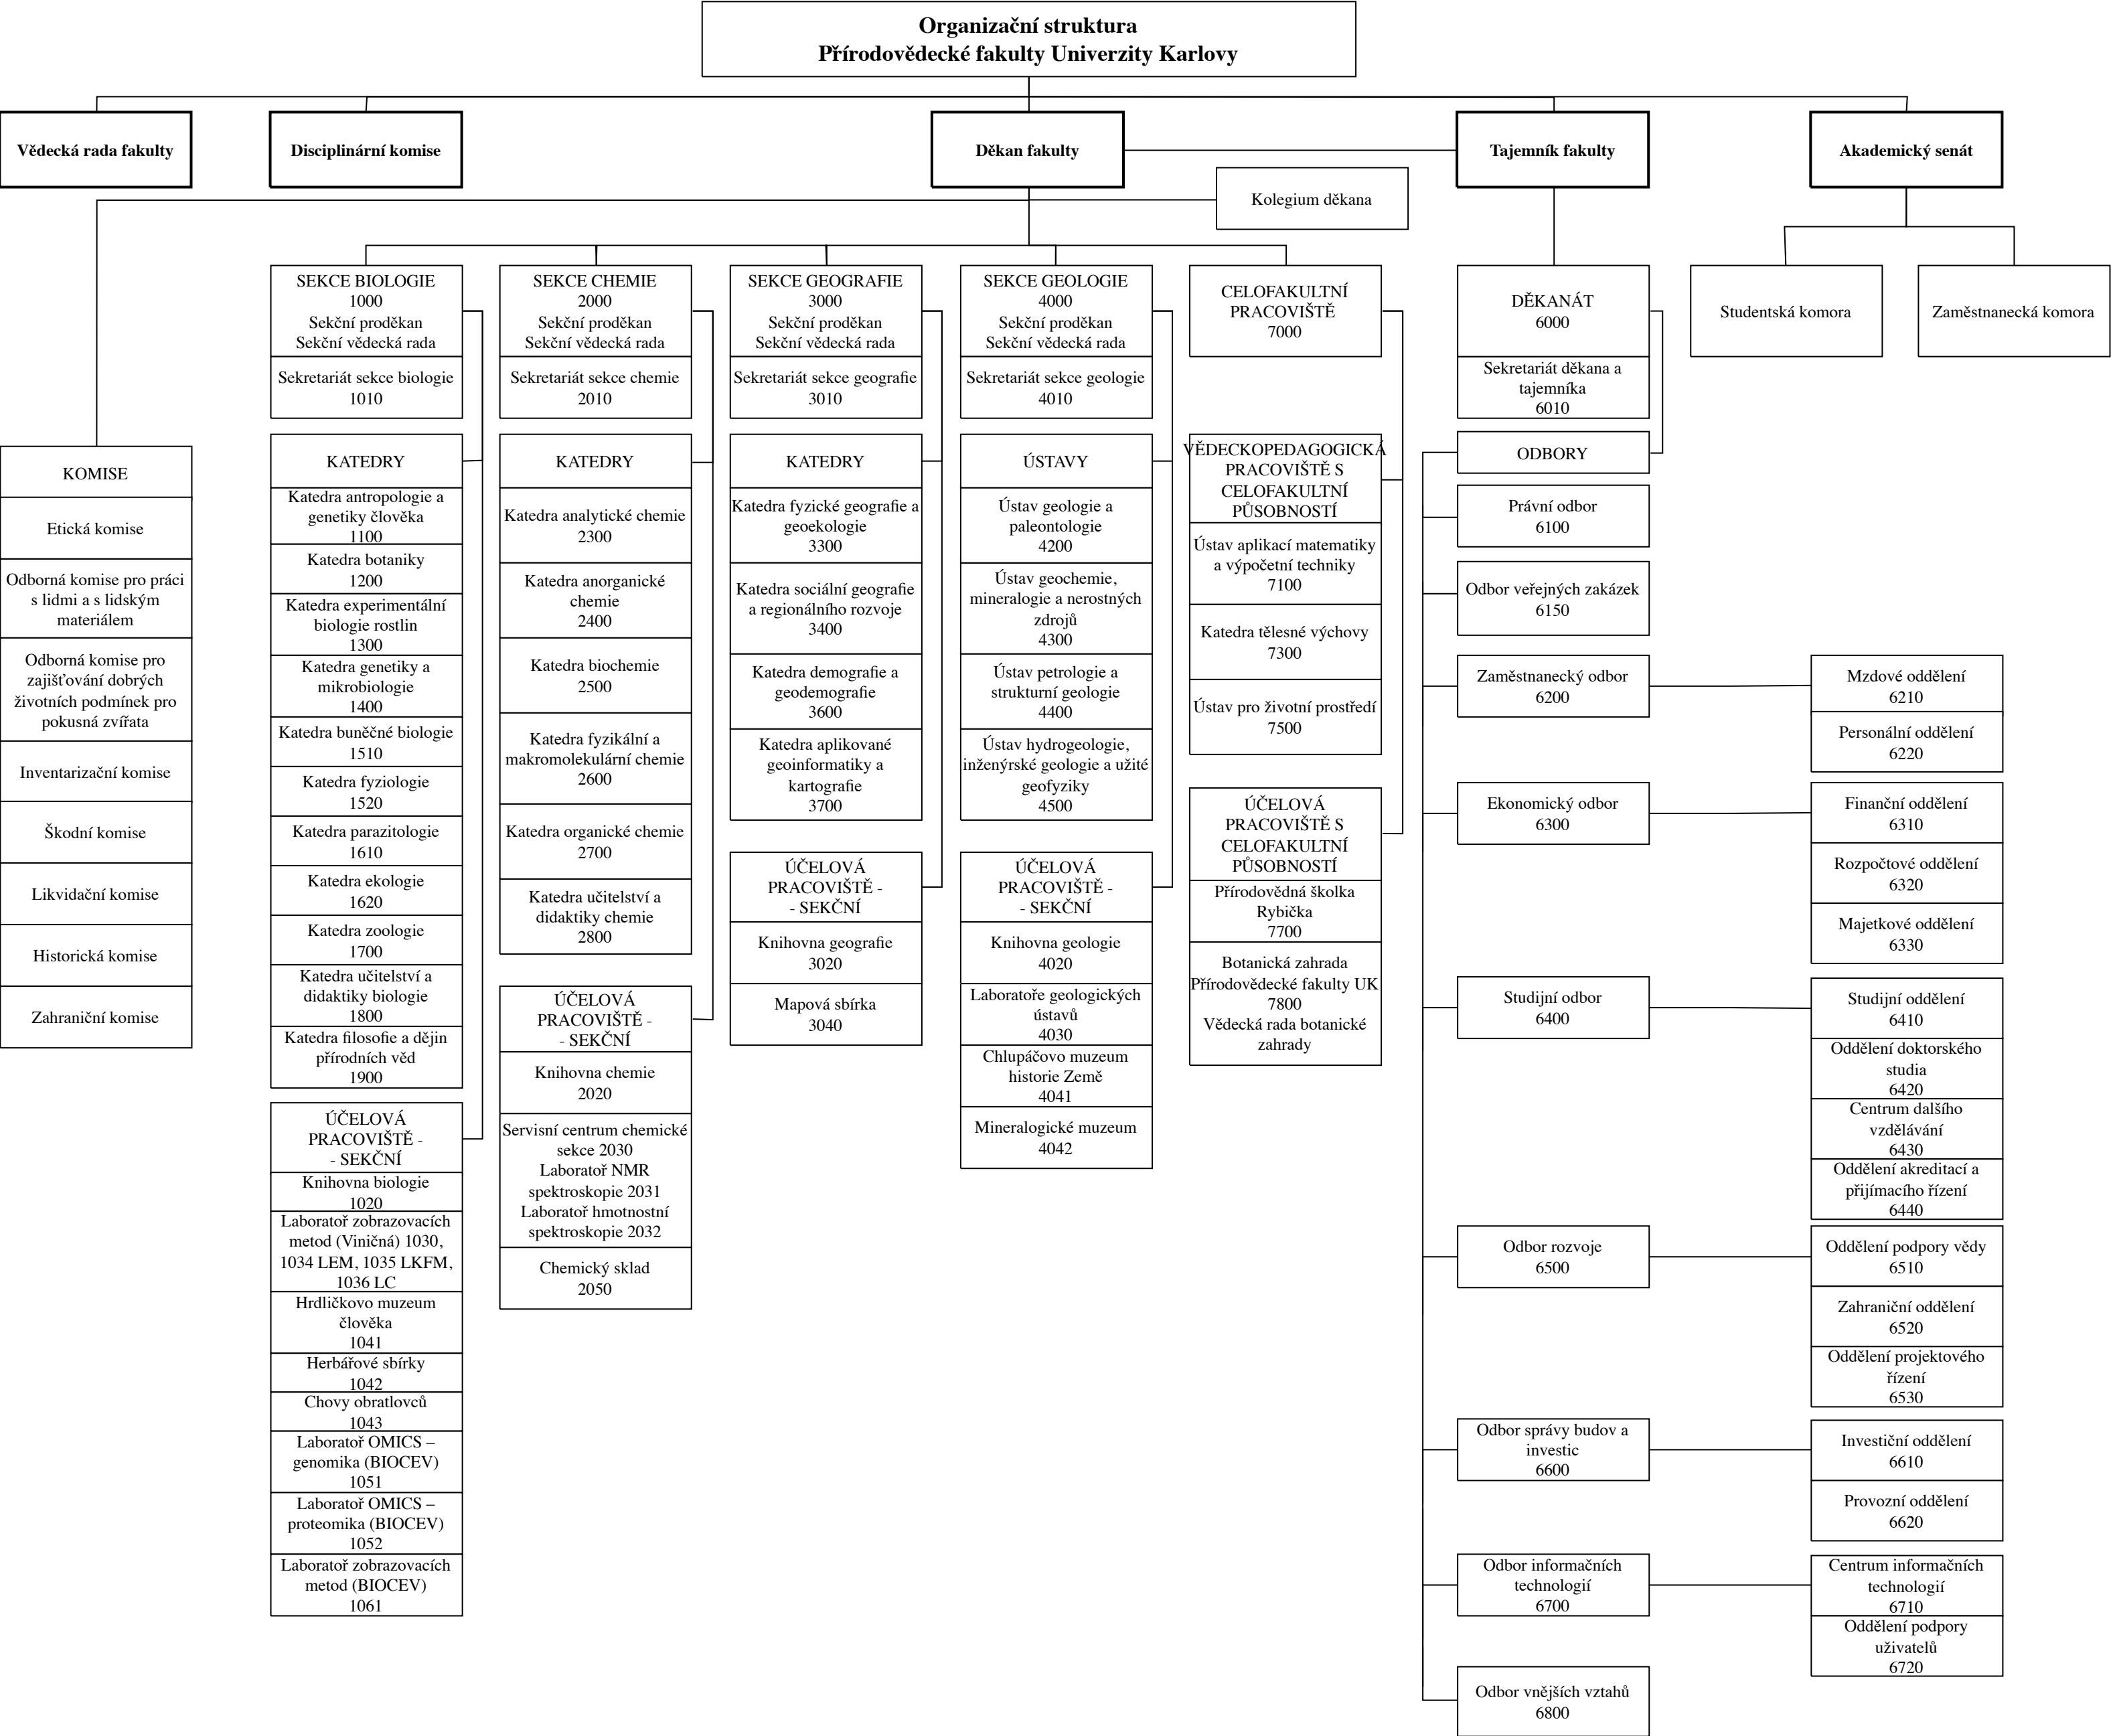 Organizační struktura
Přírodovědecké fakulty Univerzity Karlovy
Vědecká rada fakulty
Disciplinární komise
Děkan fakulty
Tajemník fakulty
Akademický senát
Kolegium děkana
KOMISE
Etická komise
Odborná komise pro práci
s lidmi a s lidským
materiálem
Odborná komise pro
zajišťování dobrých
životních podmínek pro
pokusná zvířata
Inventarizační komise
Škodní komise
Likvidační komise
Historická komise
Zahraniční komise
SEKCE BIOLOGIE
1000
Sekční proděkan
Sekční vědecká rada
Sekretariát sekce biologie
1010
KATEDRY
Katedra antropologie a
genetiky člověka
1100
Katedra botaniky
1200
Katedra experimentální
biologie rostlin
1300
Katedra genetiky a
mikrobiologie
1400
Katedra buněčné biologie
1510
Katedra fyziologie
1520
Katedra parazitologie
1610
Katedra ekologie
1620
Katedra zoologie
1700
Katedra učitelství a
didaktiky biologie
1800
Katedra filosofie a dějin
přírodních věd
1900
ÚČELOVÁ
PRACOVIŠTĚ -
- SEKČNÍ
Knihovna biologie
1020
Laboratoř zobrazovacích
metod (Viničná) 1030,
1034 LEM, 1035 LKFM,
1036 LC
Hrdličkovo muzeum
člověka
1041
Herbářové sbírky
1042
Chovy obratlovců
1043
Laboratoř OMICS –
genomika (BIOCEV)
1051
Laboratoř OMICS –
proteomika (BIOCEV)
1052
Laboratoř zobrazovacích
metod (BIOCEV)
1061
SEKCE CHEMIE
2000
Sekční proděkan
Sekční vědecká rada
Sekretariát sekce chemie
2010
KATEDRY
Katedra analytické chemie
2300
Katedra anorganické
chemie
2400
Katedra biochemie
2500
Katedra fyzikální a
makromolekulární chemie
2600
Katedra organické chemie
2700
Katedra učitelství a
didaktiky chemie
2800
ÚČELOVÁ
PRACOVIŠTĚ -
- SEKČNÍ
Knihovna chemie
2020
Servisní centrum chemické
sekce 2030
Laboratoř NMR
spektroskopie 2031
Laboratoř hmotnostní
spektroskopie 2032
Chemický sklad
2050
SEKCE GEOGRAFIE
3000
Sekční proděkan
Sekční vědecká rada
Sekretariát sekce geografie
3010
KATEDRY
Katedra fyzické geografie a
geoekologie
3300
Katedra sociální geografie
a regionálního rozvoje
3400
Katedra demografie a
geodemografie
3600
Katedra aplikované
geoinformatiky a
kartografie
3700
ÚČELOVÁ
PRACOVIŠTĚ -
- SEKČNÍ
Knihovna geografie
3020
Mapová sbírka
3040
SEKCE GEOLOGIE
4000
Sekční proděkan
Sekční vědecká rada
Sekretariát sekce geologie
4010
ÚSTAVY
Ústav geologie a
paleontologie
4200
Ústav geochemie,
mineralogie a nerostných
zdrojů
4300
Ústav petrologie a
strukturní geologie
4400
Ústav hydrogeologie,
inženýrské geologie a užité
geofyziky
4500
ÚČELOVÁ
PRACOVIŠTĚ -
- SEKČNÍ
Knihovna geologie
4020
Laboratoře geologických
ústavů
4030
Chlupáčovo muzeum
historie Země
4041
Mineralogické muzeum
4042
CELOFAKULTNÍ
PRACOVIŠTĚ
7000
VĚDECKOPEDAGOGICKÁ
PRACOVIŠTĚ S
CELOFAKULTNÍ
PŮSOBNOSTÍ
Ústav aplikací matematiky
a výpočetní techniky
7100
Katedra tělesné výchovy
7300
Ústav pro životní prostředí
7500
ÚČELOVÁ
PRACOVIŠTĚ S
CELOFAKULTNÍ
PŮSOBNOSTÍ
Přírodovědná školka
Rybička
7700
Botanická zahrada
Přírodovědecké fakulty UK
7800
Vědecká rada botanické
zahrady
DĚKANÁT
6000
Sekretariát děkana a
tajemníka
6010
ODBORY
Právní odbor
6100
Odbor veřejných zakázek
6150
Zaměstnanecký odbor
6200
Ekonomický odbor
6300
Studijní odbor
6400
Odbor rozvoje
6500
Odbor správy budov a
investic
6600
Odbor informačních
technologií
6700
Odbor vnějších vztahů
6800
Studentská komora
Zaměstnanecká komora
Mzdové oddělení
6210
Personální oddělení
6220
Finanční oddělení
6310
Rozpočtové oddělení
6320
Majetkové oddělení
6330
Studijní oddělení
6410
Oddělení doktorského
studia
6420
Centrum dalšího
vzdělávání
6430
Oddělení akreditací a
přijímacího řízení
6440
Oddělení podpory vědy
6510
Zahraniční oddělení
6520
Oddělení projektového
řízení
6530
Investiční oddělení
6610
Provozní oddělení
6620
Centrum informačních
technologií
6710
Oddělení podpory
uživatelů
6720